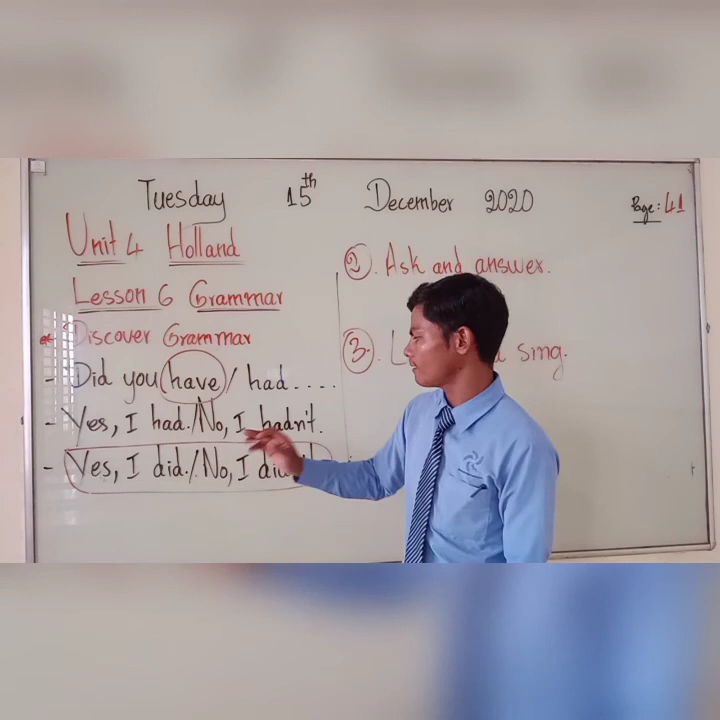 Tuesday 15th December 2020
Page: 41
Unit 4 Holland
Lesson 6 Grammar
* Discover Grammar
- Did you have / had....
- Yes, I had./No, I hadn't.
- Yes, I did./No, I
2. Ask and answer.
3. sing.